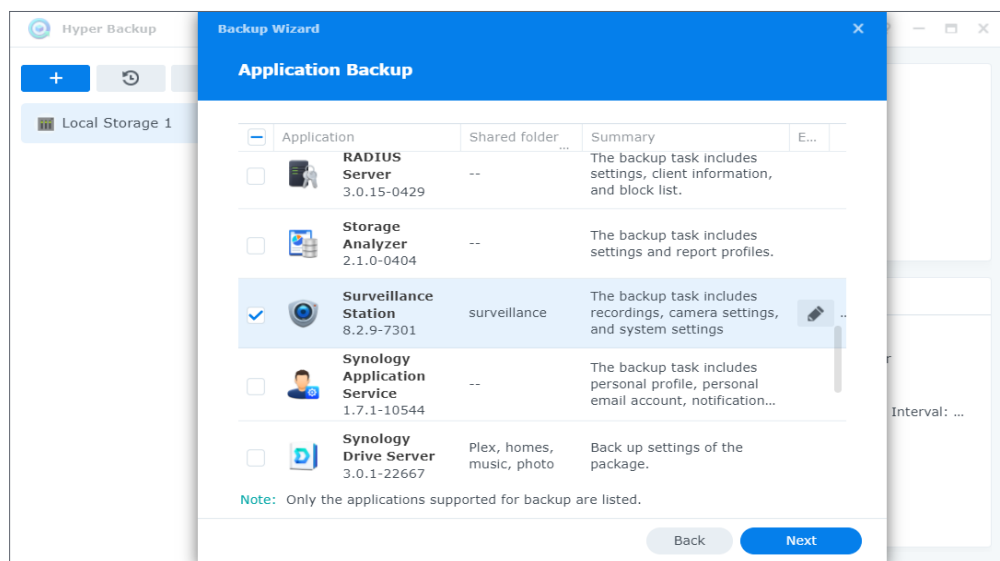 Hyper Backup
Backup Wizard
Application Backup
Local Storage 1
Application
Shared folder ...
Summary
E...
RADIUS
Server
3.0.15-0429
--
The backup task includes
settings, client information,
and block list.
Storage
Analyzer
2.1.0-0404
--
The backup task includes
settings and report profiles.
Surveillance
Station
8.2.9-7301
surveillance
The backup task includes
recordings, camera settings,
and system settings
..
Synology
Application
Service
1.7.1-10544
--
The backup task includes
personal profile, personal
email account, notification...
Synology
Drive Server
3.0.1-22667
Plex, homes,
music, photo
Back up settings of the
package.
r
Interval: ...
Note: Only the applications supported for backup are listed.
Back
Next